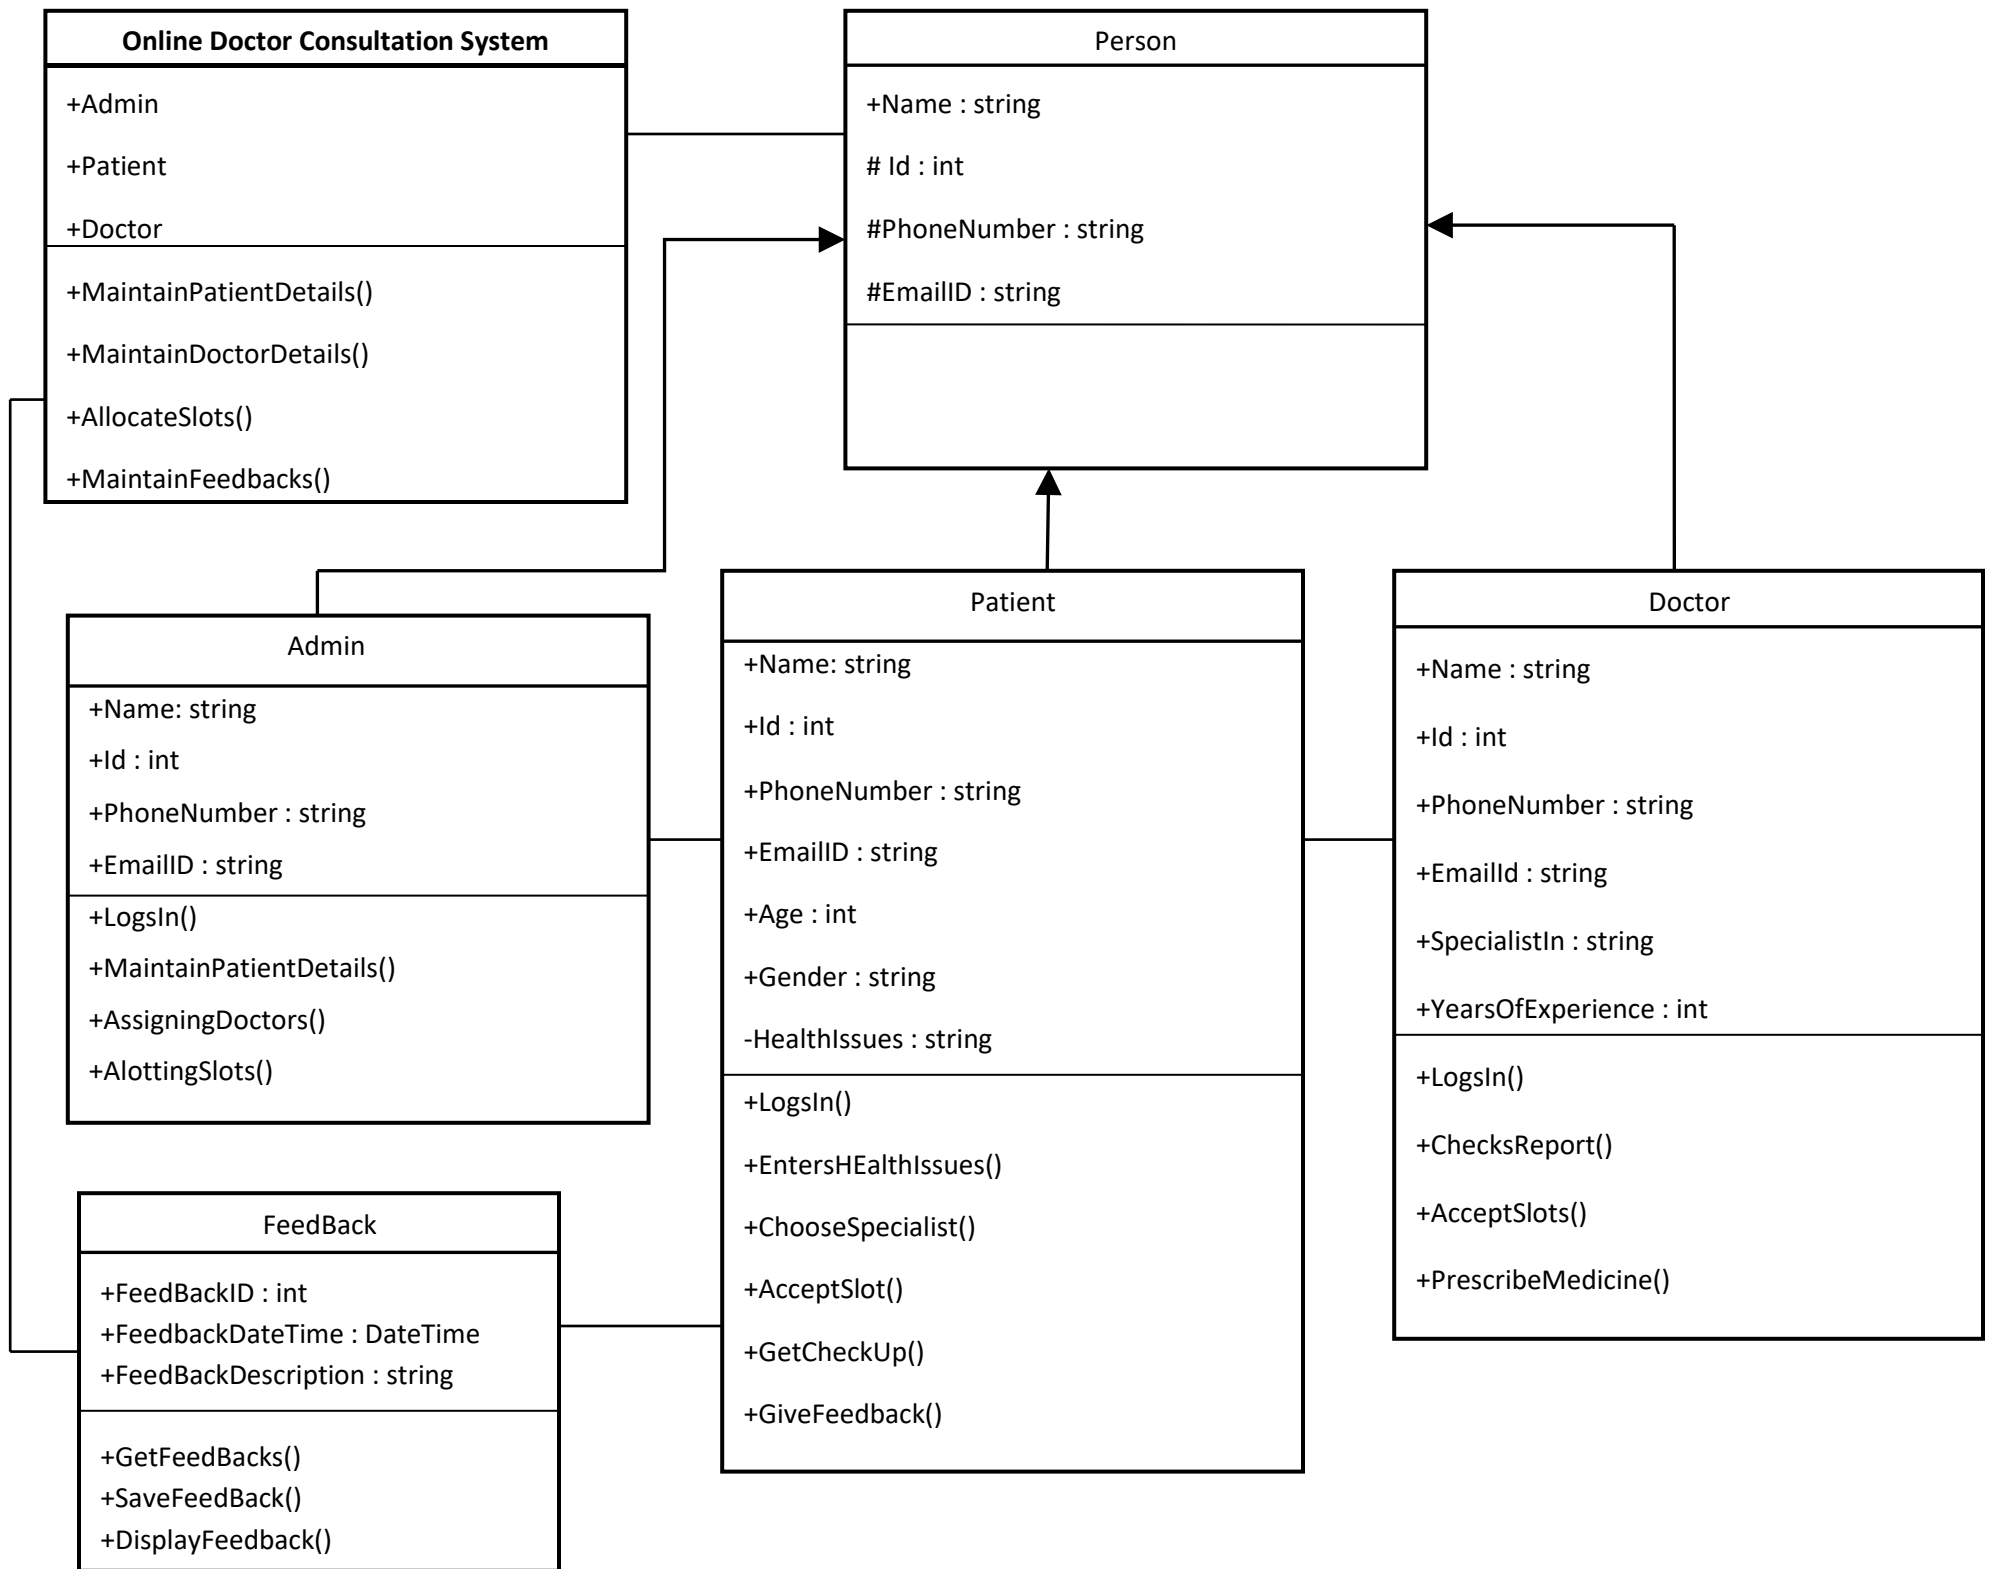 Online Doctor Consultation System
+Admin
+Patient
+Doctor
+MaintainPatientDetails()
+MaintainDoctorDetails()
+AllocateSlots()
+MaintainFeedbacks()
Person
+Name : string
# Id : int
#PhoneNumber : string
#EmailID : string
Admin
+Name: string
+Id : int
+PhoneNumber : string
+EmailID : string
+LogsIn()
+MaintainPatientDetails()
+AssigningDoctors()
+AlottingSlots()
Patient
+Name: string
+Id : int
+PhoneNumber : string
+EmailID : string
+Age : int
+Gender : string
-HealthIssues : string
+LogsIn()
+EntersHEalthIssues()
+ChooseSpecialist()
+AcceptSlot()
+GetCheckUp()
+GiveFeedback()
Doctor
+Name : string
+Id : int
+PhoneNumber : string
+EmailId : string
+SpecialistIn : string
+YearsOfExperience : int
+LogsIn()
+ChecksReport()
+AcceptSlots()
+PrescribeMedicine()
FeedBack
+FeedBackID : int
+FeedbackDateTime : DateTime
+FeedBackDescription : string
+GetFeedBacks()
+SaveFeedBack()
+DisplayFeedback()